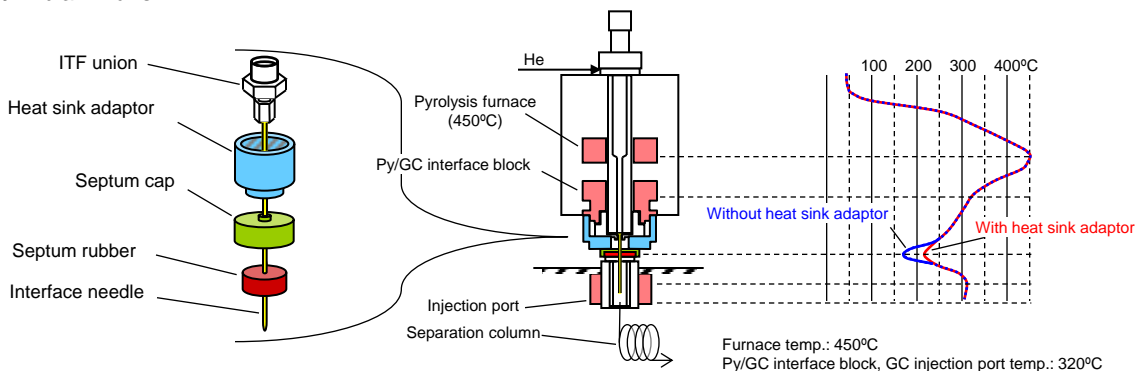 ITF union
Heat sink adaptor
Septum cap
Septum rubber
Interface needle
He
Pyrolysis furnace
(450ºC)
Py/GC interface block
Injection port
Separation column
100 200 300 400ºC
Without heat sink adaptor
With heat sink adaptor
Furnace temp.: 450ºC
Py/GC interface block, GC injection port temp.: 320ºC